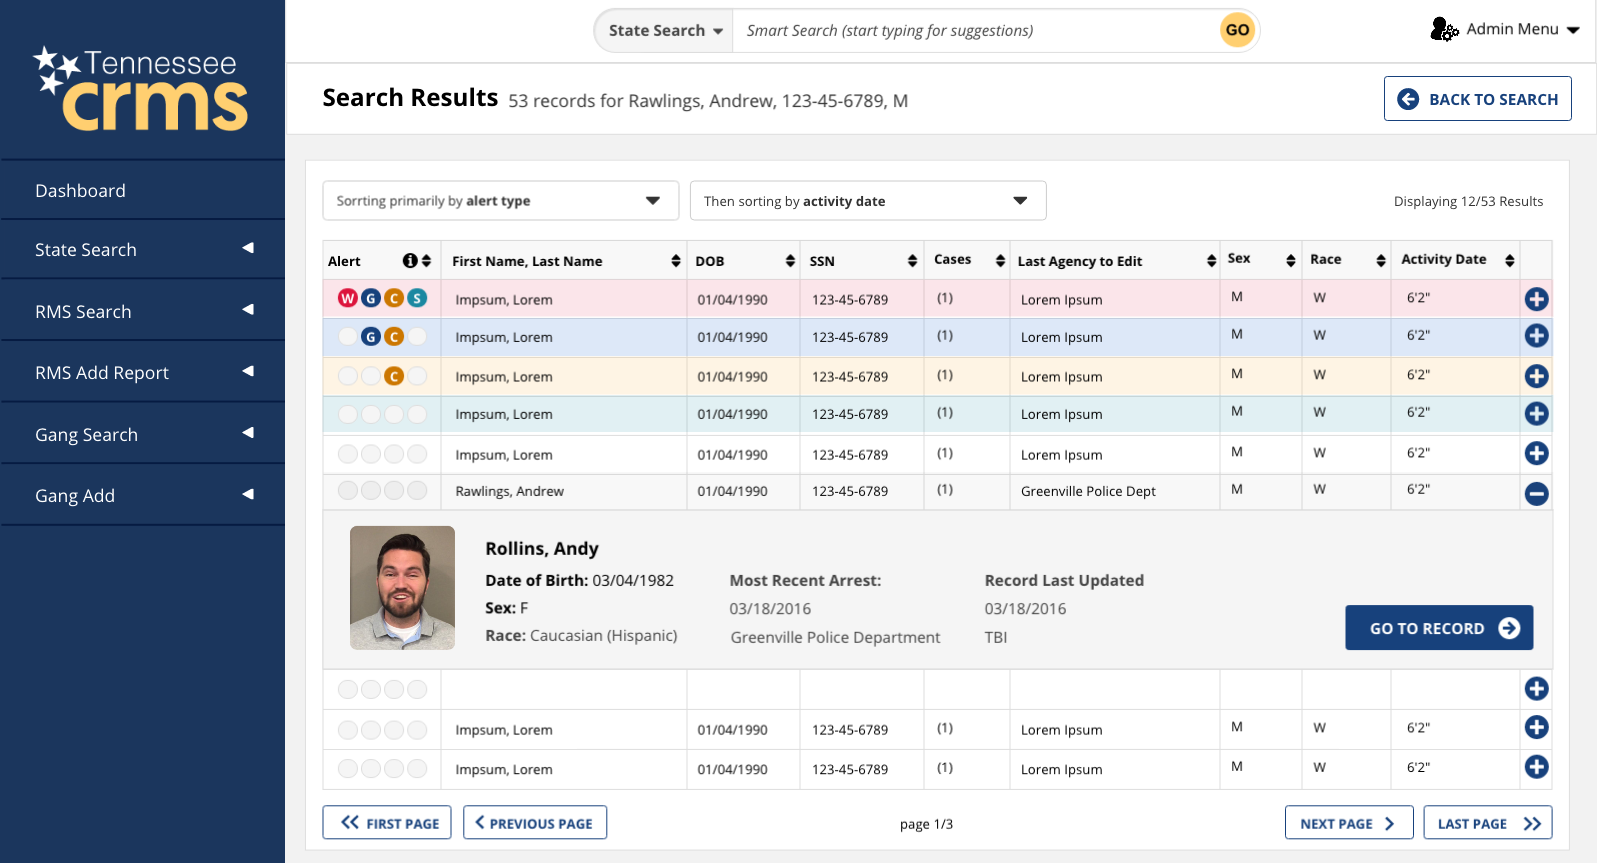 State Search
Smart Search (start typing for suggestions)
GO
Admin Menu
Tennessee
crms
Search Results 53 records for Rawlings, Andrew, 123-45-6789, M
BACK TO SEARCH
Dashboard
State Search
RMS Search
RMS Add Report
Gang Search
Gang Add
Sorrting primarily by alert type
Then sorting by activity date
Displaying 12/53 Results
Alert i First Name, Last Name DOB SSN Cases Last Agency to Edit Sex Race Activity Date
W G C S Impsum, Lorem 01/04/1990 123-45-6789 (1) Lorem Ipsum M W 6'2"
G C Impsum, Lorem 01/04/1990 123-45-6789 (1) Lorem Ipsum M W 6'2"
C Impsum, Lorem 01/04/1990 123-45-6789 (1) Lorem Ipsum M W 6'2"
Impsum, Lorem 01/04/1990 123-45-6789 (1) Lorem Ipsum M W 6'2"
Impsum, Lorem 01/04/1990 123-45-6789 (1) Lorem Ipsum M W 6'2"
Rawlings, Andrew 01/04/1990 123-45-6789 (1) Greenville Police Dept M W 6'2"
Rollins, Andy
Date of Birth: 03/04/1982
Sex: F
Race: Caucasian (Hispanic)
Most Recent Arrest:
03/18/2016
Greenville Police Department
Record Last Updated
03/18/2016
TBI
GO TO RECORD
Impsum, Lorem 01/04/1990 123-45-6789 (1) Lorem Ipsum M W 6'2"
Impsum, Lorem 01/04/1990 123-45-6789 (1) Lorem Ipsum M W 6'2"
FIRST PAGE
PREVIOUS PAGE
page 1/3
NEXT PAGE
LAST PAGE